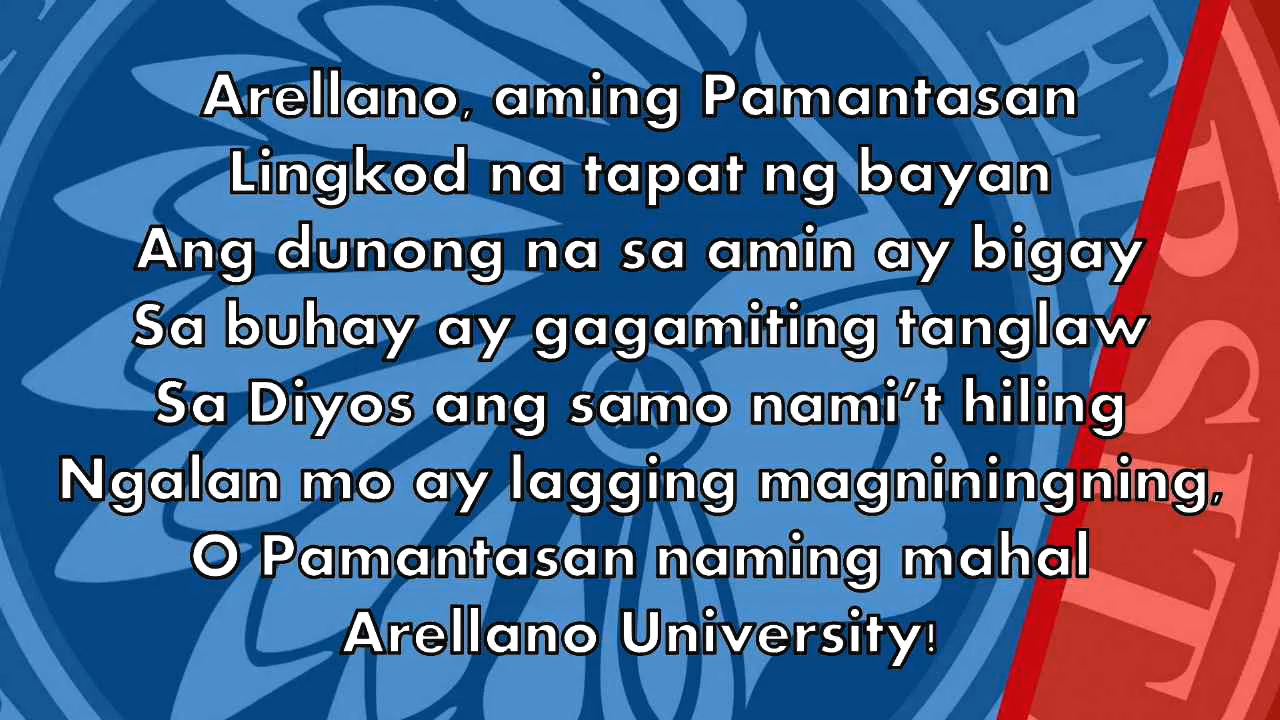 Arellano, aming Pamantasan
Lingkod na tapat ng bayan
Ang dunong na sa amin ay bigay
Sa buhay ay gagamiting tanglaw
Sa Diyos ang samo nami’t hiling
Ngalan mo ay lagging magniningning,
O Pamantasan naming mahal
Arellano University!